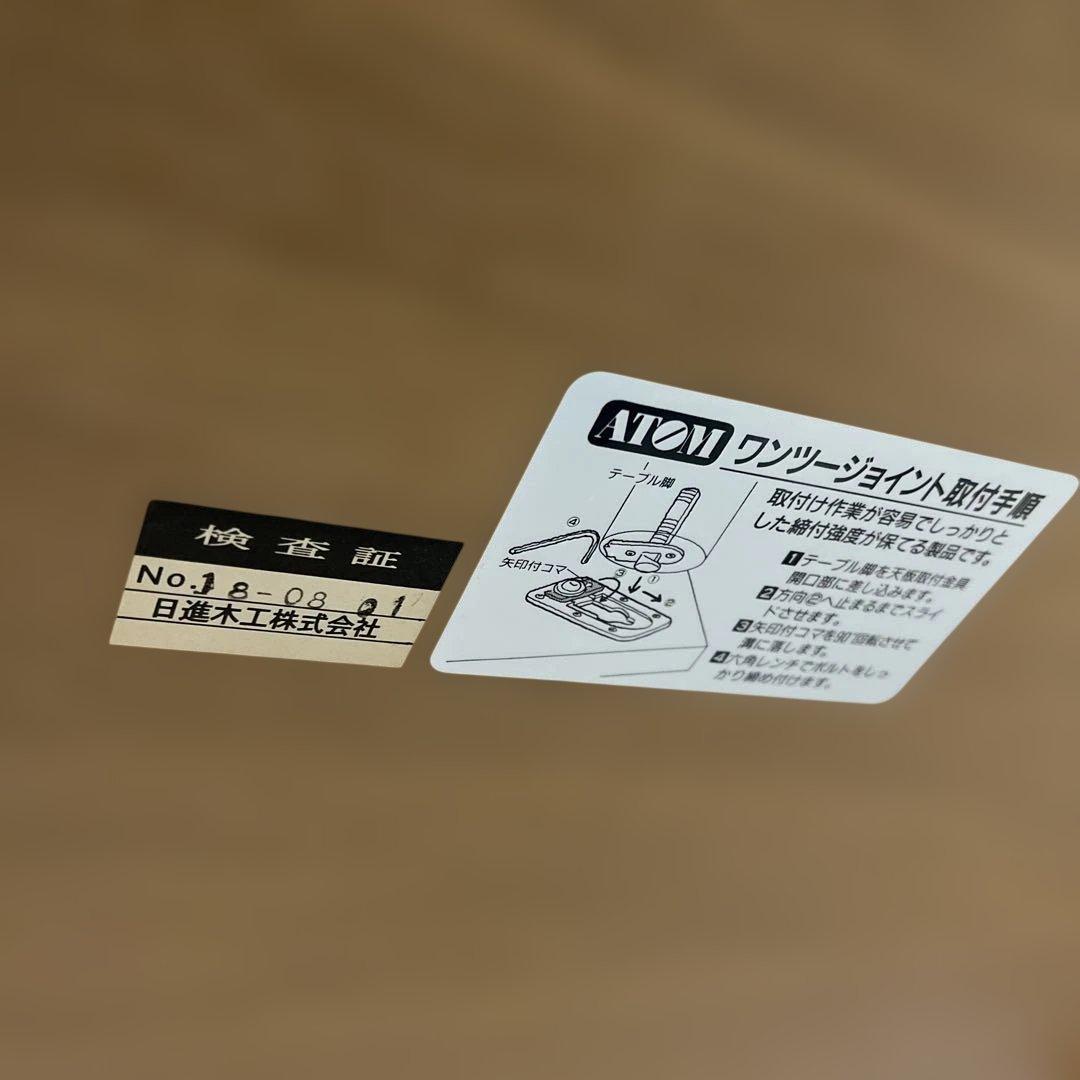 検査証
No.18-08 01
日進木工株式会社
ATOM ワンツージョイント取付手順
取付け作業が容易でしっかりと
した締付強度が保てる製品です。
テーブル脚
④
矢印付コマ
③
①
②
1テーブル脚を天板取付金具
開口部に差し込みます。
2方向②へ止まるまでスライ
ドさせます。
3矢印付コマを90°回転させて
溝に落します。
4六角レンチでボルトをしっ
かり締め付けます。